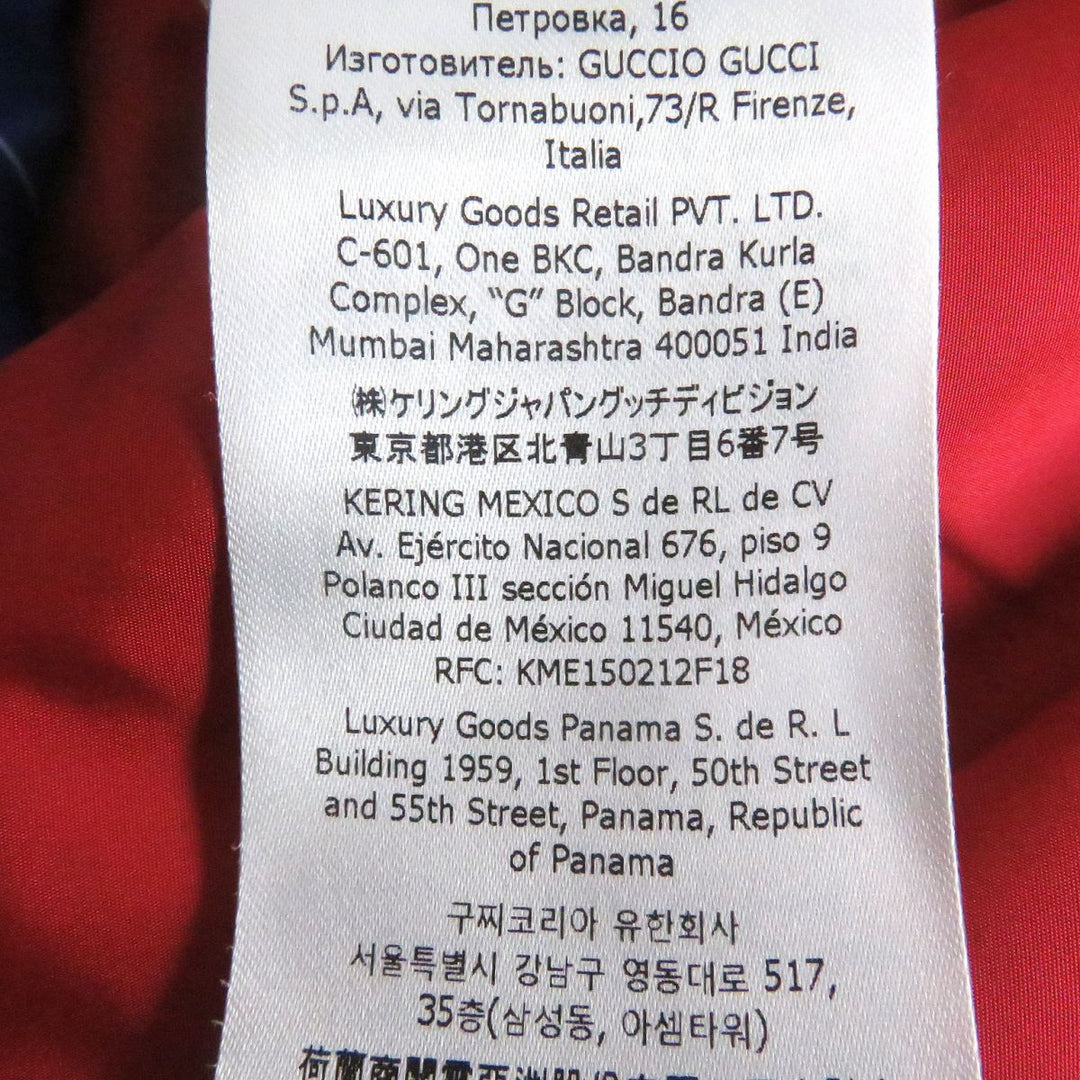 Петровка, 16
Изготовитель: GUCCIO GUCCI
S.p.A, via Tornabuoni,73/R Firenze,
Italia
Luxury Goods Retail PVT. LTD.
C-601, One BKC, Bandra Kurla
Complex, “G” Block, Bandra (E)
Mumbai Maharashtra 400051 India
㈱ケリングジャパングッチディビジョン
東京都港区北青山3丁目6番7号
KERING MEXICO S de RL de CV
Av. Ejército Nacional 676, piso 9
Polanco III sección Miguel Hidalgo
Ciudad de México 11540, México
RFC: KME150212F18
Luxury Goods Panama S. de R. L
Building 1959, 1st Floor, 50th Street
and 55th Street, Panama, Republic
of Panama
구찌코리아 유한회사
서울특별시 강남구 영동대로 517,
35층(삼성동, 아셈타워)